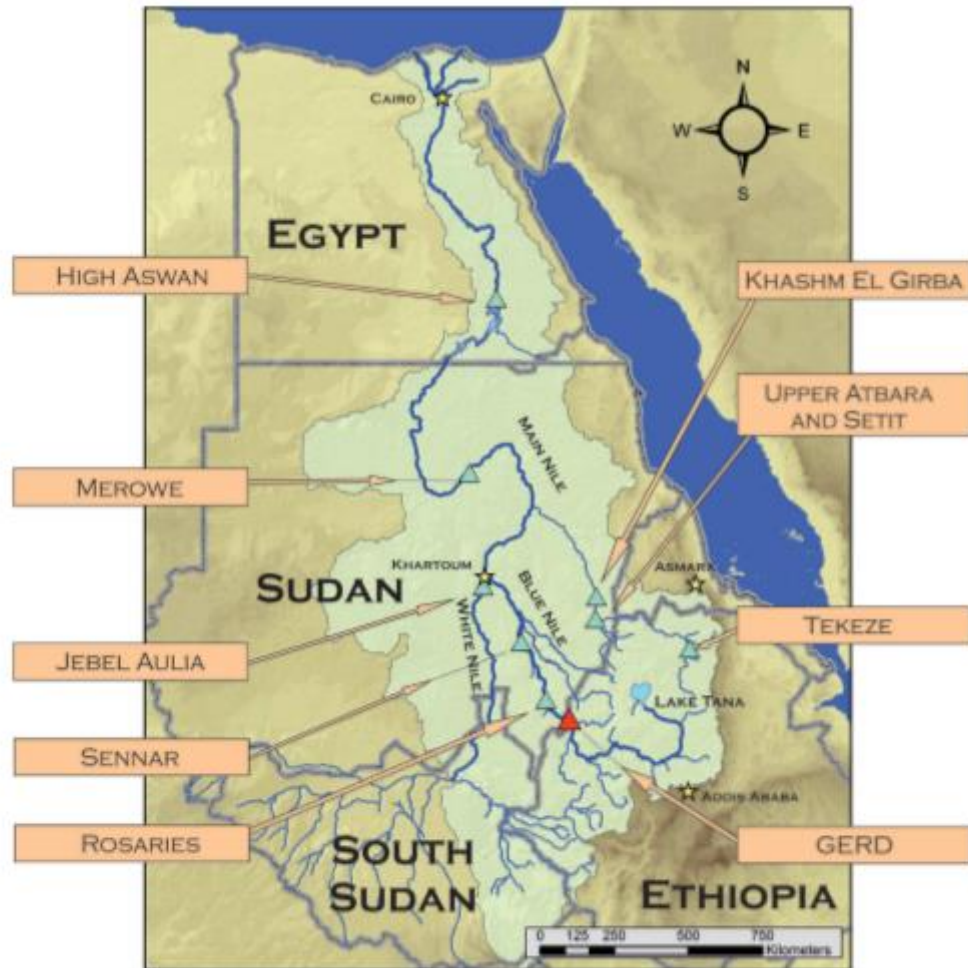 CAIRO
N
W
E
S
EGYPT
HIGH ASWAN
KHASHM EL GIRBA
UPPER ATBARA
AND SETIT
MAIN NILE
MEROWE
KHARTOUM
ASMARA
SUDAN
BLUE NILE
WHITE NILE
TEKEZE
JEBEL AULIA
LAKE TANA
SENNAR
ADDIS ABABA
ROSARIES
GERD
SOUTH
SUDAN
ETHIOPIA
0 125 250 500 750
Kilometers